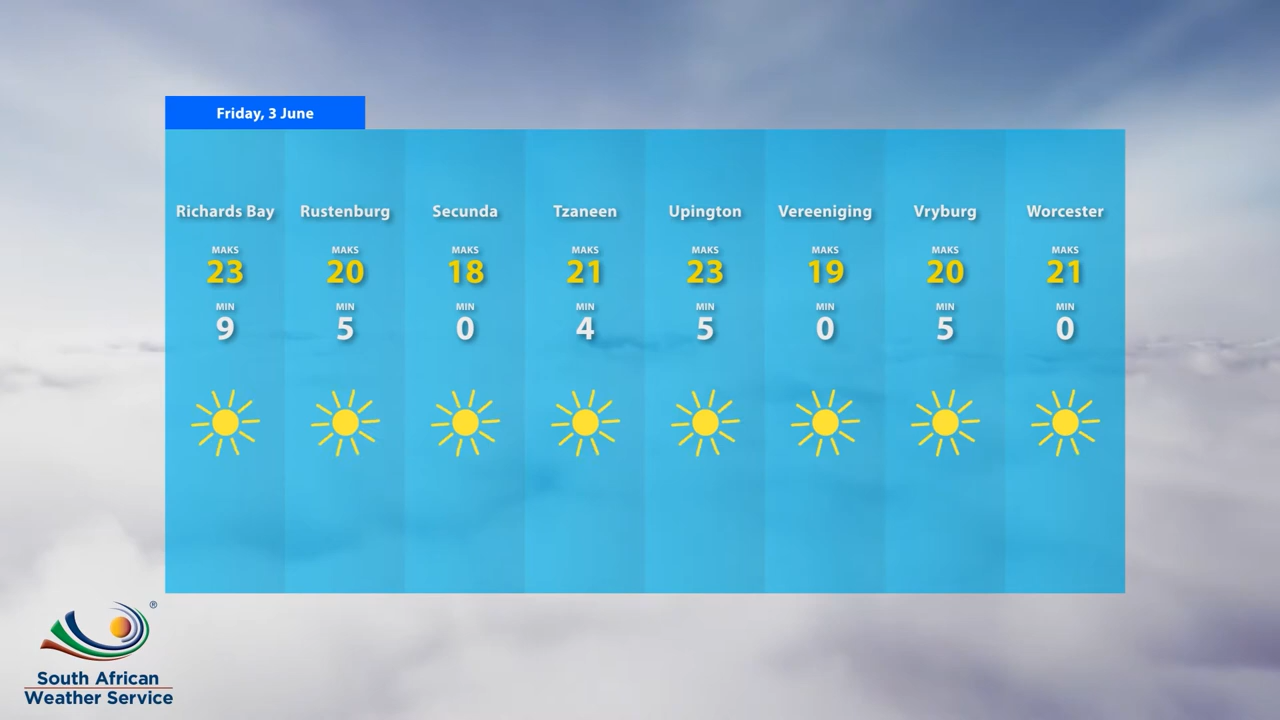 Friday, 3 June
Richards Bay Rustenburg Secunda Tzaneen Upington Vereeniging Vryburg Worcester
MAKS MAKS MAKS MAKS MAKS MAKS MAKS MAKS
23 20 18 21 23 19 20 21
MIN MIN MIN MIN MIN MIN MIN MIN
9 5 0 4 5 0 5 0
®
South African
Weather Service